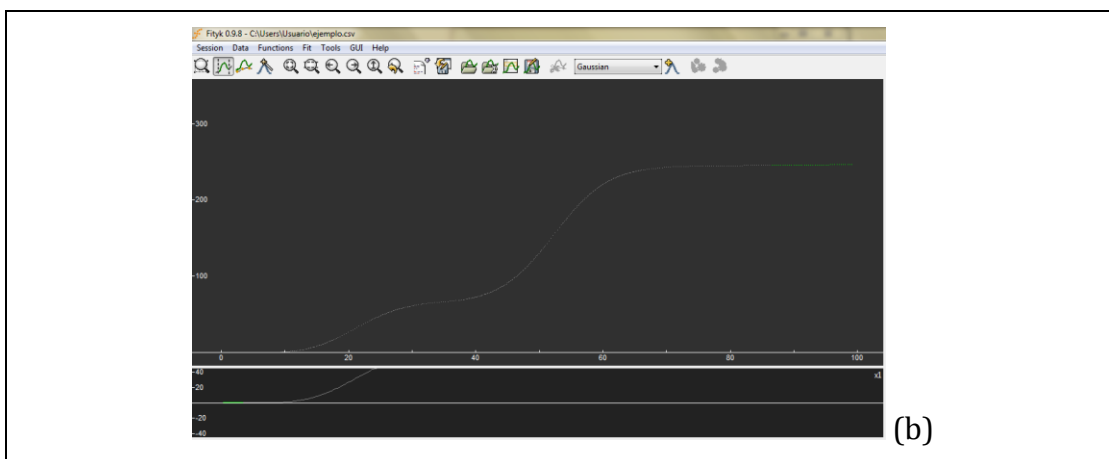 Fityk 0.9.8 - C:\Users\Usuario\ejemplo.csv
Session Data Functions Fit Tools GUI Help
Gaussian
300
200
100
0 20 40 60 80 100
40
20
x1
-20
-40
(b)